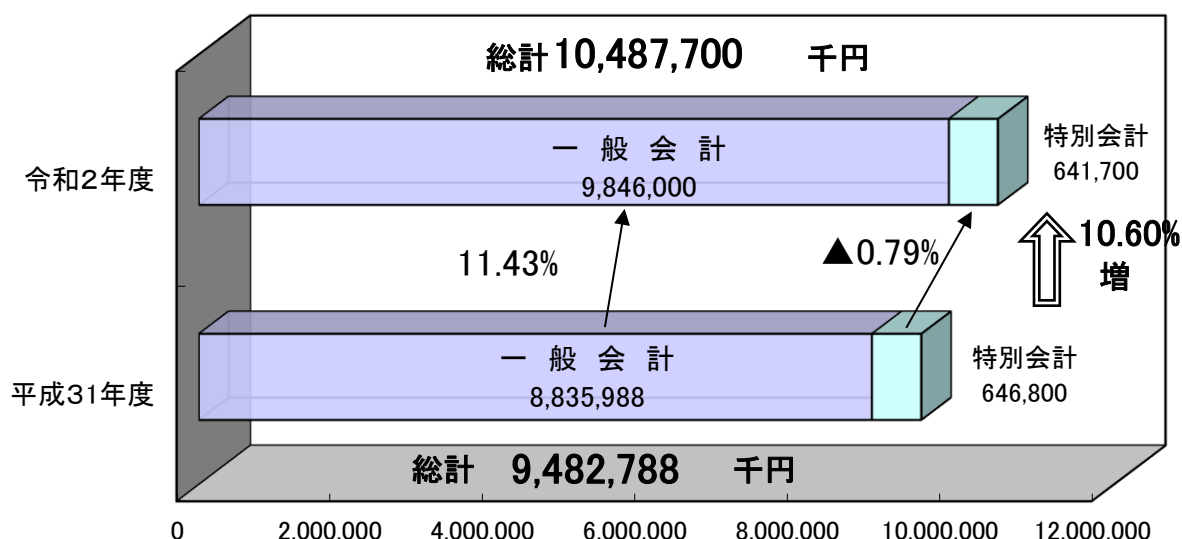 総計 10,487,700 千円
令和2年度
一 般 会 計
9,846,000
特別会計
641,700
11.43%
▲0.79%
10.60%
増
平成31年度
一 般 会 計
8,835,988
特別会計
646,800
総計 9,482,788 千円
0 2,000,000 4,000,000 6,000,000 8,000,000 10,000,000 12,000,000